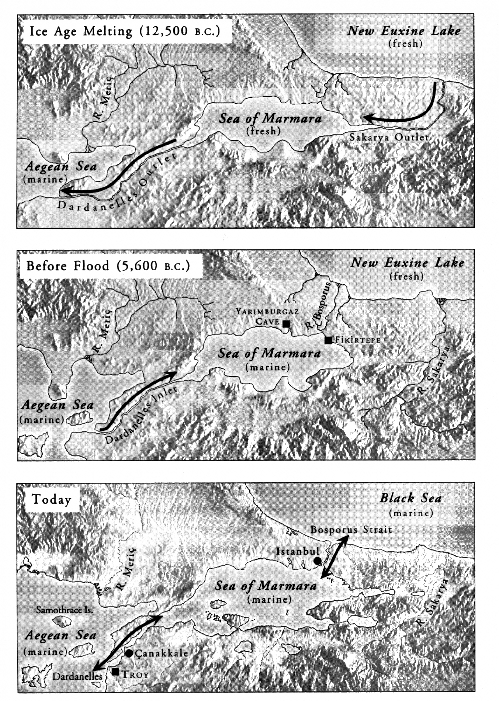 Ice Age Melting (12,500 B.C.)
New Euxine Lake
(fresh)
R. Meriç
Sea of Marmara
(fresh)
Sakarya Outlet
Aegean Sea
(marine)
Dardanelles Outlet
Before Flood (5,600 B.C.)
New Euxine Lake
(fresh)
R. Meriç
YARIMBURGAZ
CAVE
R. Bosporus
FIKIRTEPE
Sea of Marmara
(marine)
R. Sakarya
Aegean Sea
(marine)
Dardanelles Inlet
Today
Black Sea
(marine)
Bosporus Strait
Istanbul
R. Meriç
Sea of Marmara
(marine)
R. Sakarya
Samothrace Is.
Aegean Sea
(marine)
Çanakkale
Dardanelles
TROY